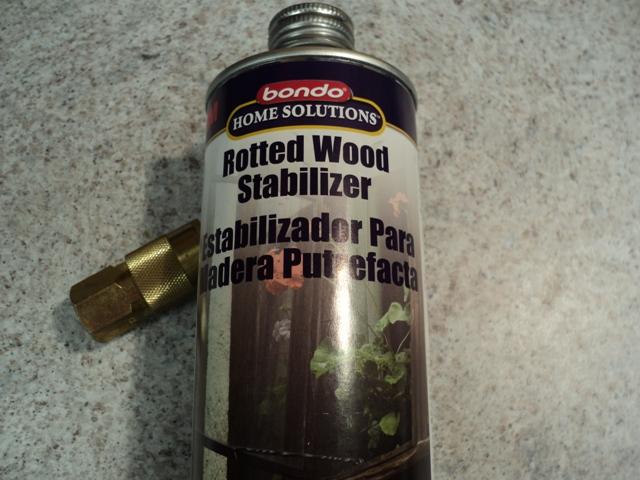 bondo
HOME SOLUTIONS
Rotted Wood
Stabilizer
Estabilizador Para
Madera Putrefacta